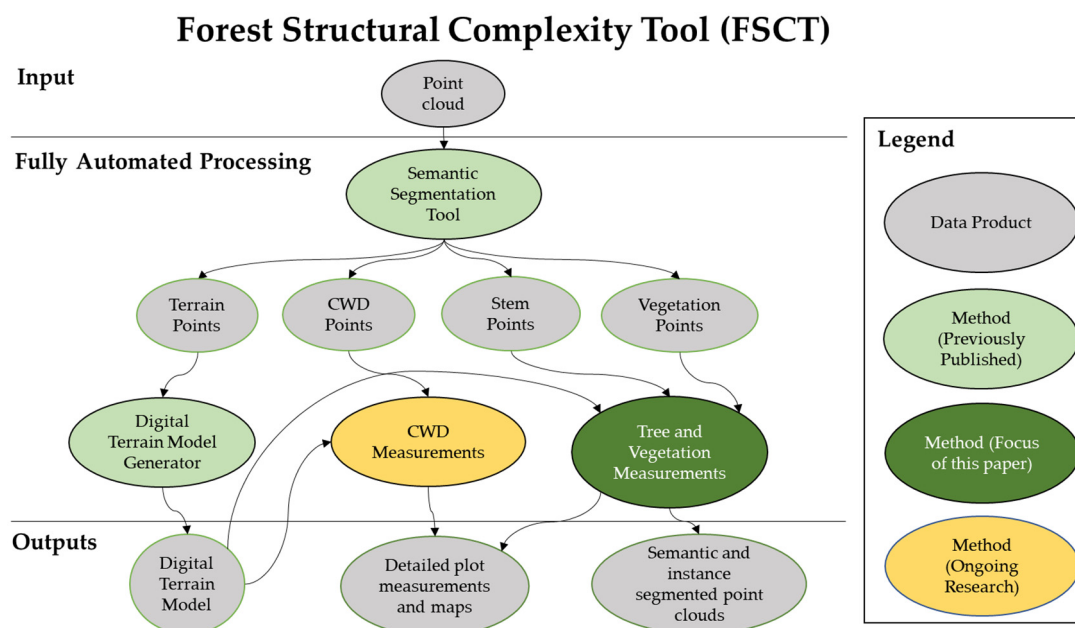 Forest Structural Complexity Tool (FSCT)
Input
Point
cloud
Fully Automated Processing
Semantic
Segmentation
Tool
Terrain
Points
CWD
Points
Stem
Points
Vegetation
Points
Digital
Terrain Model
Generator
CWD
Measurements
Tree and
Vegetation
Measurements
Outputs
Digital
Terrain
Model
Detailed plot
measurements
and maps
Semantic and
instance
segmented point
clouds
Legend
Data Product
Method
(Previously
Published)
Method (Focus
of this paper)
Method
(Ongoing
Research)